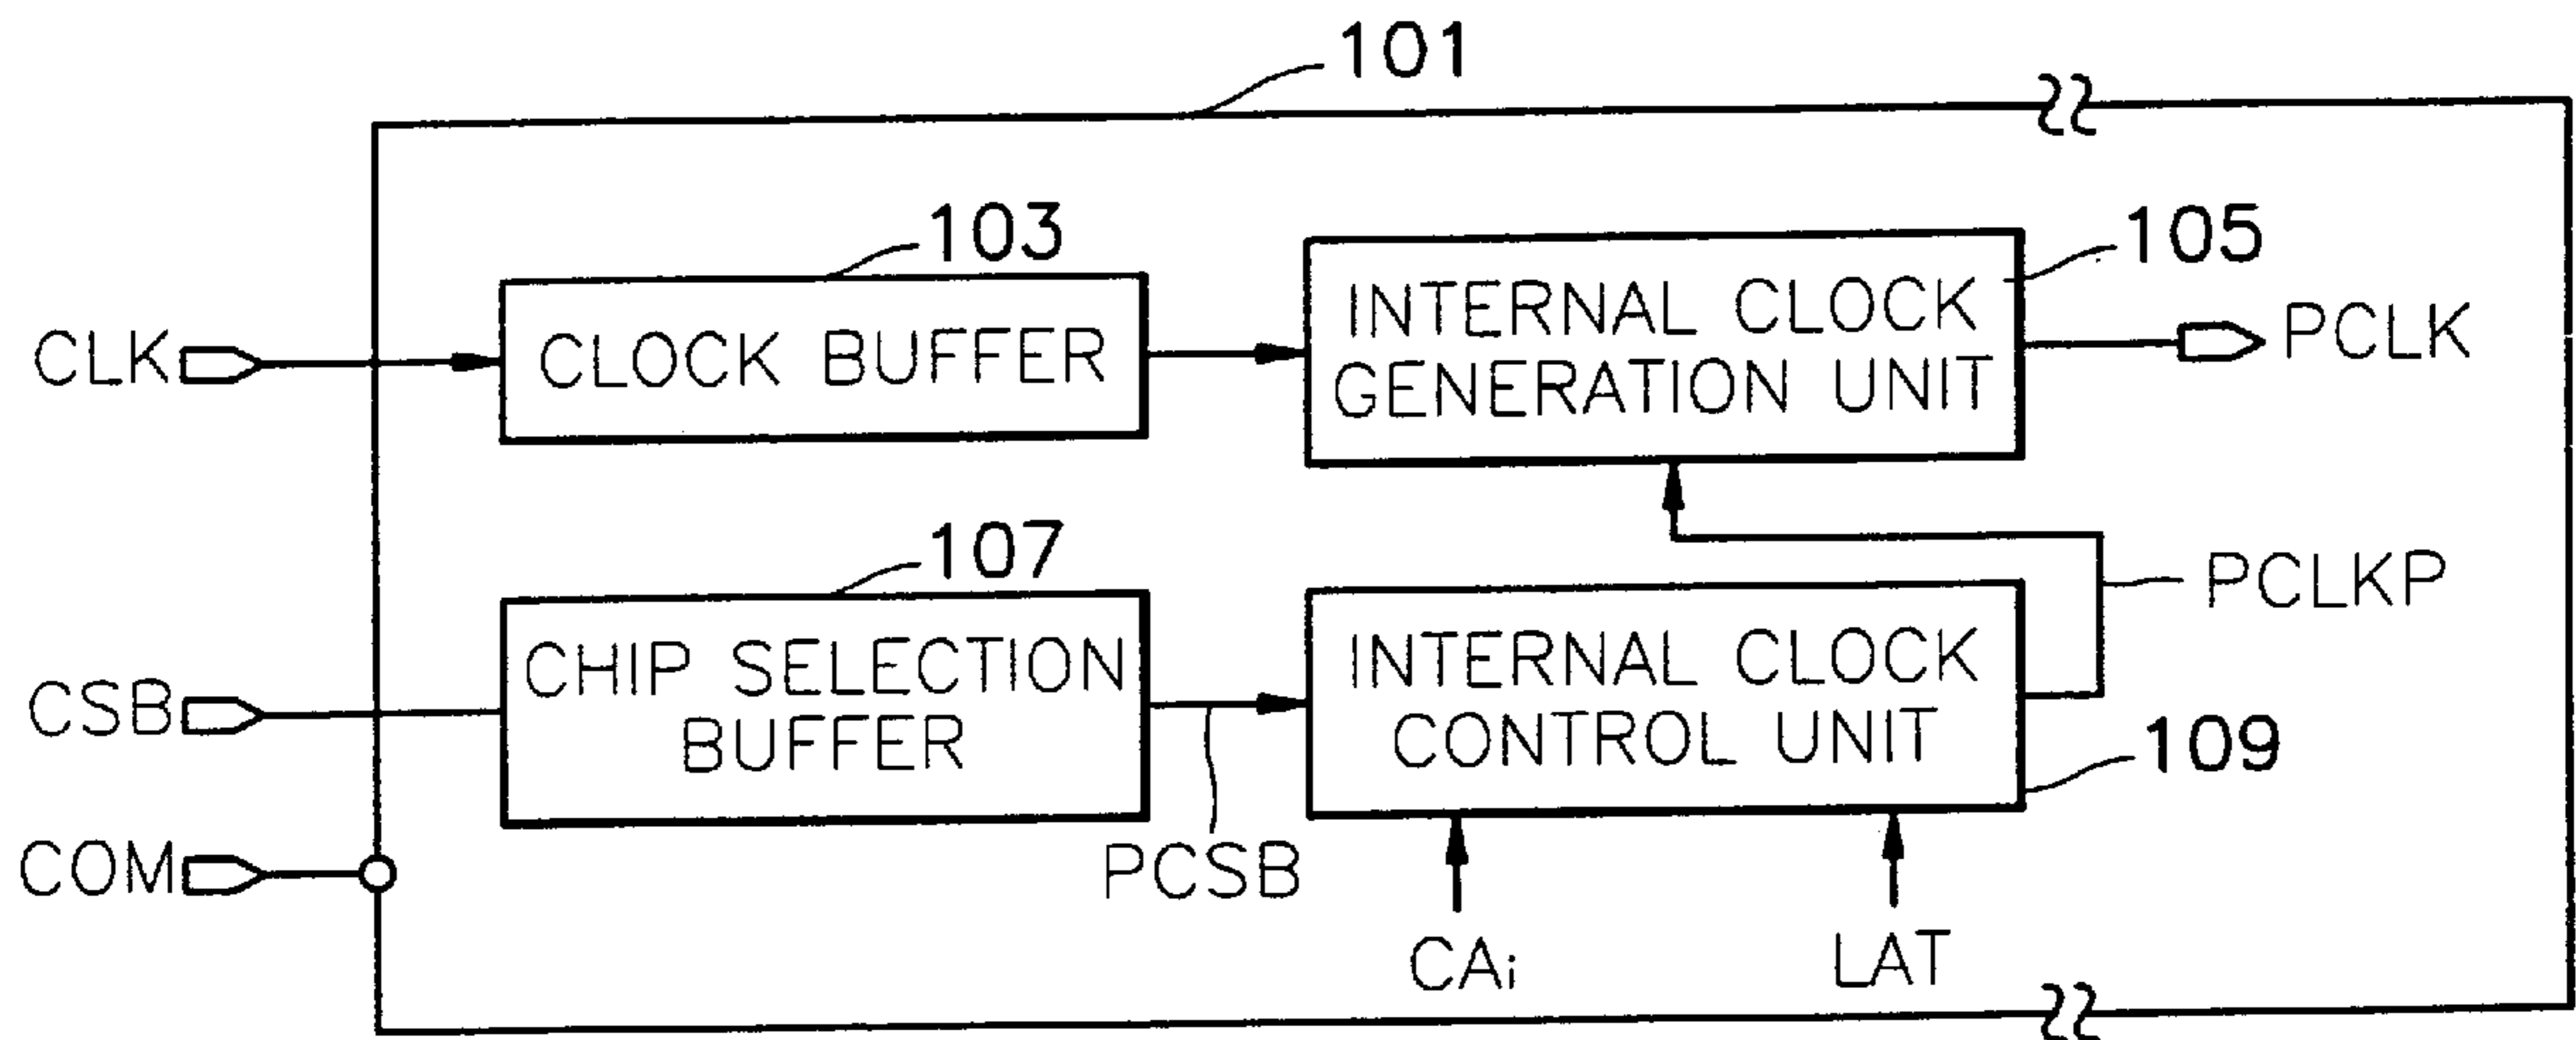 101
103
105
CLK
CLOCK BUFFER
INTERNAL CLOCK
GENERATION UNIT
PCLK
107
PCLKP
CSB
CHIP SELECTION
BUFFER
INTERNAL CLOCK
CONTROL UNIT
109
COM
PCSB
CAi
LAT